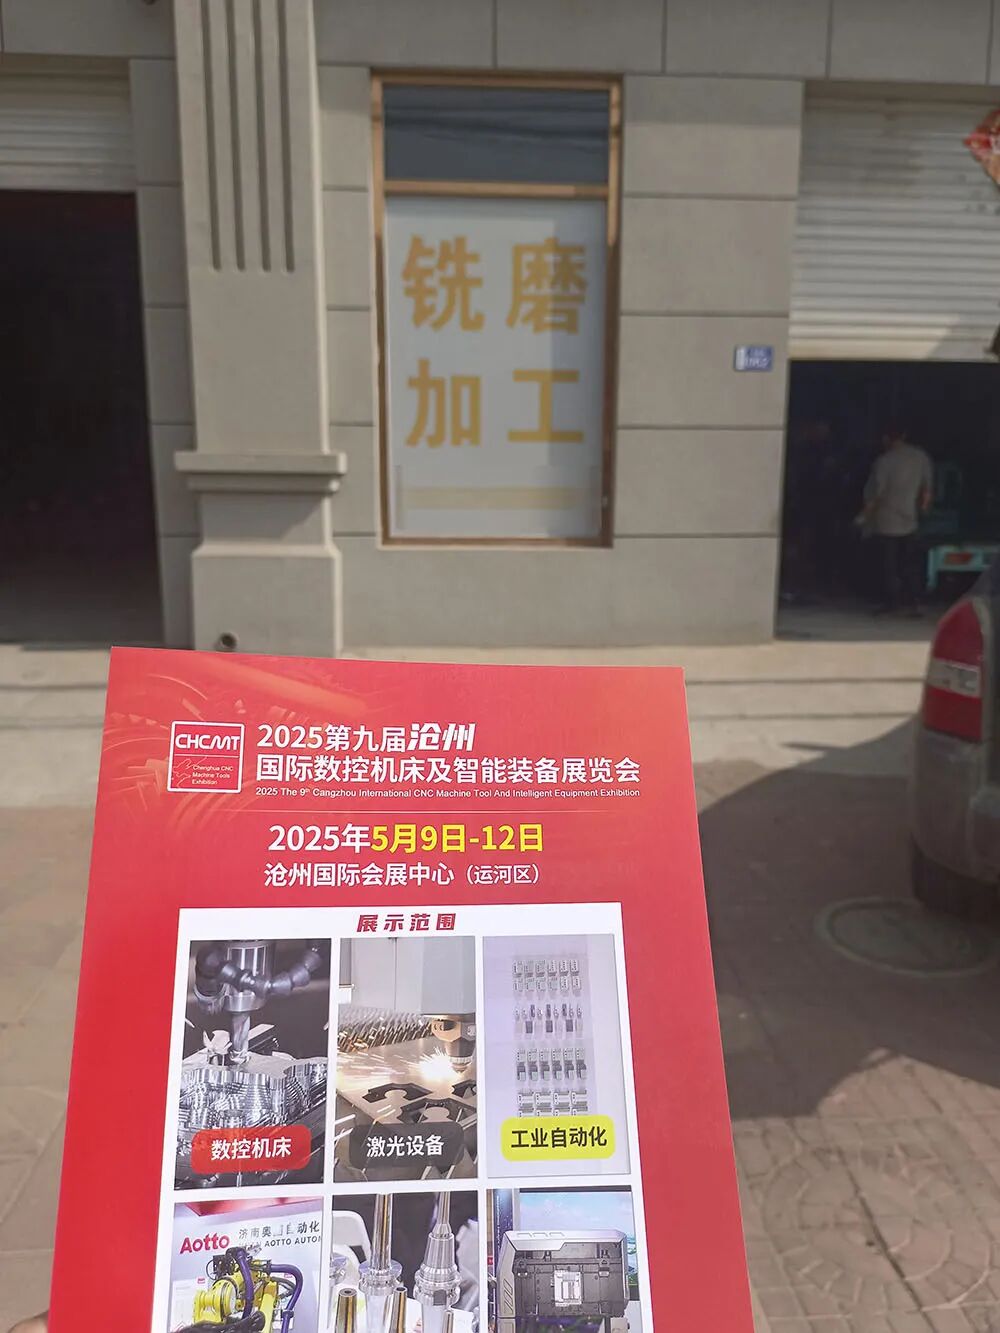 铣磨
加工
CHCMT
Chenghua CNC
Machine Tools
Exhibition
2025第九届沧州
国际数控机床及智能装备展览会
2025 The 9th Cangzhou International CNC Machine Tool And Intelligent Equipment Exhibition
2025年5月9日-12日
沧州国际会展中心（运河区）
展示范围
数控机床
激光设备
工业自动化
Aotto
济南奥
自动化
AOTTO AUTOM